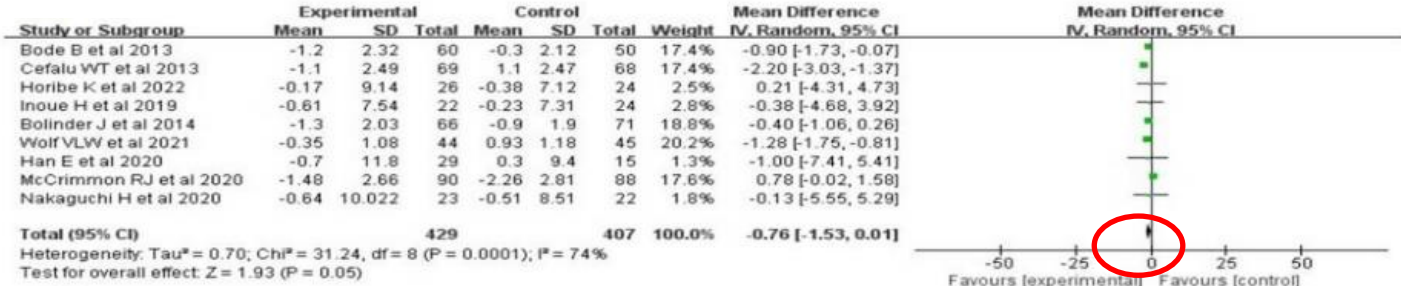 Experimental Control Mean Difference Mean Difference
Study or Subgroup Mean SD Total Mean SD Total Weight IV, Random, 95% CI IV, Random, 95% CI
Bode B et al 2013 -1.2 2.32 60 -0.3 2.12 50 17.4% -0.90 [-1.73, -0.07]
Cefalu WT et al 2013 -1.1 2.49 69 1.1 2.47 68 17.4% -2.20 [-3.03, -1.37]
Horibe K et al 2022 -0.17 9.14 26 -0.38 7.12 24 2.5% 0.21 [-4.31, 4.73]
Inoue H et al 2019 -0.61 7.54 22 -0.23 7.31 24 2.8% -0.38 [-4.68, 3.92]
Bolinder J et al 2014 -1.3 2.03 66 -0.9 1.9 71 18.8% -0.40 [-1.06, 0.26]
Wolf VLW et al 2021 -0.35 1.08 44 0.93 1.18 45 20.2% -1.28 [-1.75, -0.81]
Han E et al 2020 -0.7 11.8 29 0.3 9.4 15 1.3% -1.00 [-7.41, 5.41]
McCrimmon RJ et al 2020 -1.48 2.66 90 -2.26 2.81 88 17.6% 0.78 [-0.02, 1.58]
Nakaguchi H et al 2020 -0.64 10.022 23 -0.51 8.51 22 1.8% -0.13 [-5.55, 5.29]
Total (95% CI) 429 407 100.0% -0.76 [-1.53, 0.01]
Heterogeneity: Tau² = 0.70; Chi² = 31.24, df = 8 (P = 0.0001); I² = 74%
Test for overall effect: Z = 1.93 (P = 0.05)
-50 -25 0 25 50
Favours [experimental] Favours [control]